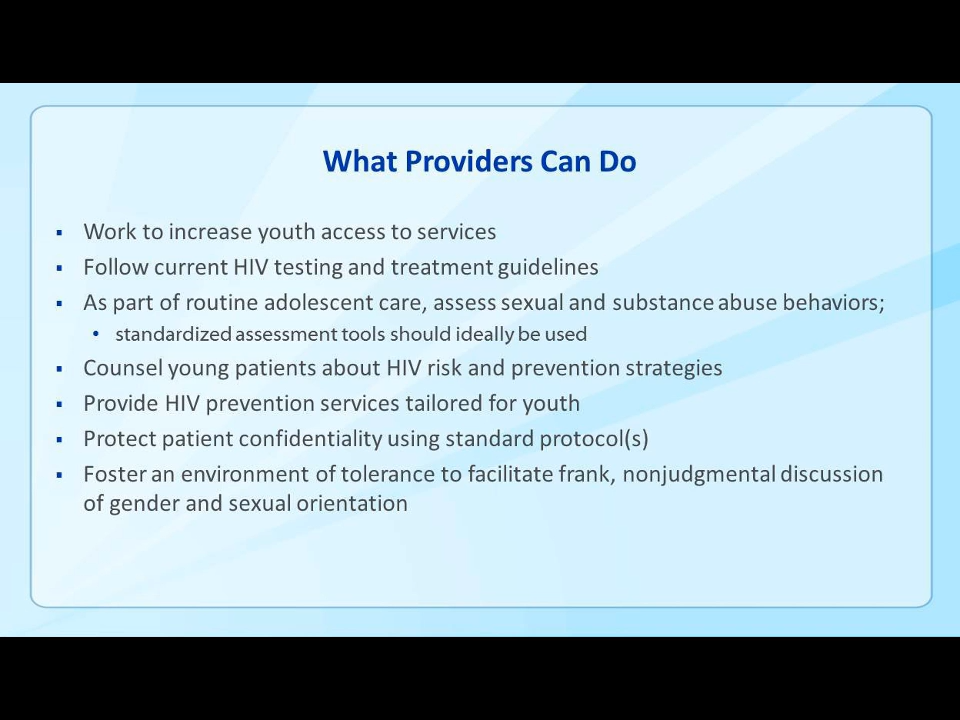 What Providers Can Do
▪ Work to increase youth access to services
▪ Follow current HIV testing and treatment guidelines
▪ As part of routine adolescent care, assess sexual and substance abuse behaviors;
• standardized assessment tools should ideally be used
▪ Counsel young patients about HIV risk and prevention strategies
▪ Provide HIV prevention services tailored for youth
▪ Protect patient confidentiality using standard protocol(s)
▪ Foster an environment of tolerance to facilitate frank, nonjudgmental discussion
of gender and sexual orientation